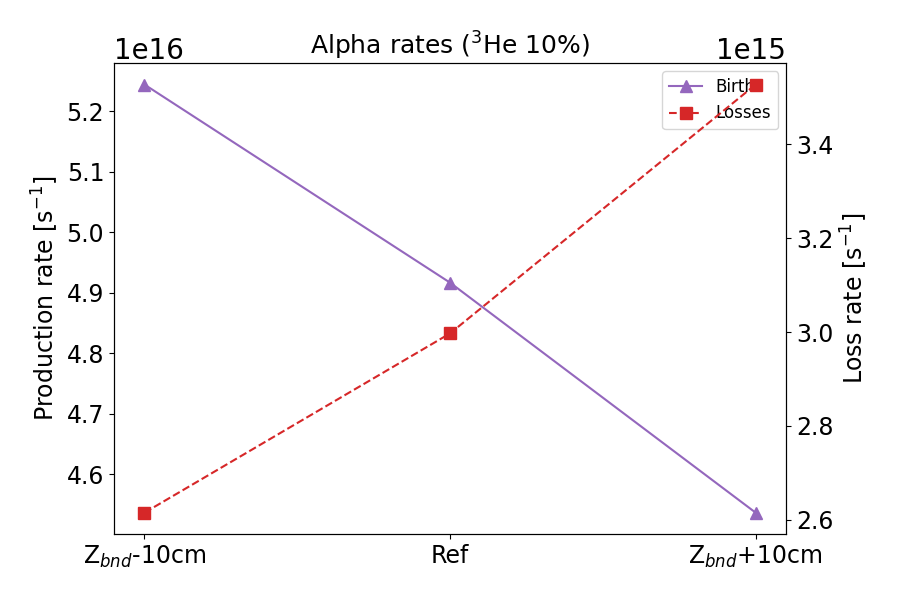 Alpha rates (³He 10%)
1e16
1e15
Birth
Losses
Production rate [s⁻¹]
5.2
5.1
5.0
4.9
4.8
4.7
4.6
3.4
3.2
3.0
2.8
2.6
Loss rate [s⁻¹]
Z_bnd-10cm Ref Z_bnd+10cm